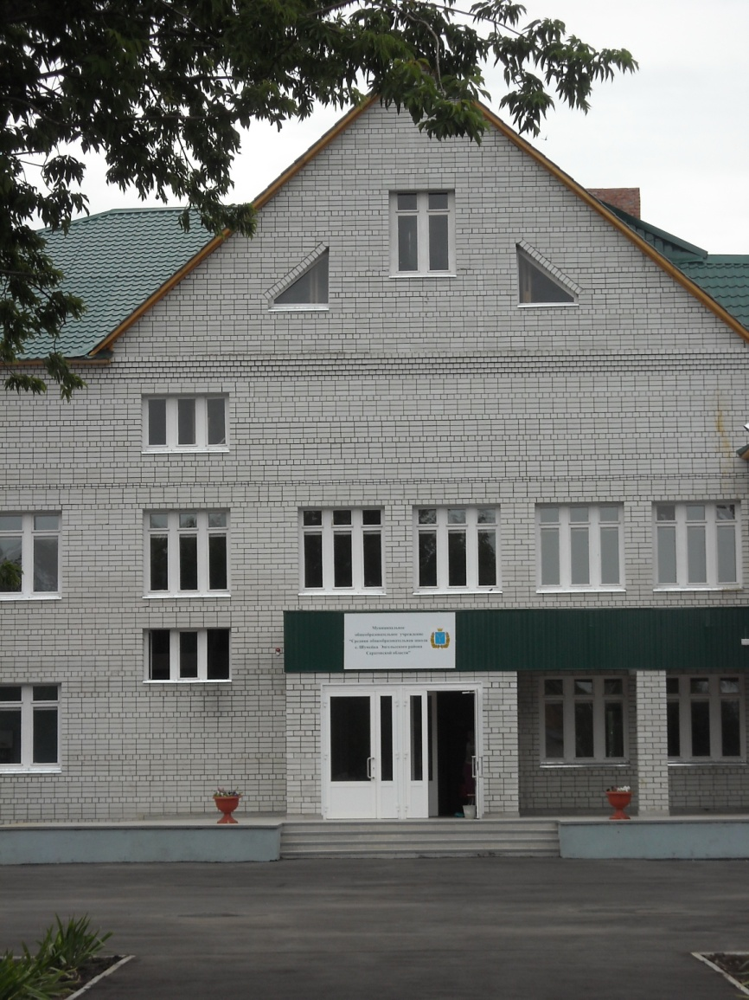 Муниципальное
общеобразовательное учреждение
"Средняя общеобразовательная школа
с. Шумейка Энгельсского района
Саратовской области"